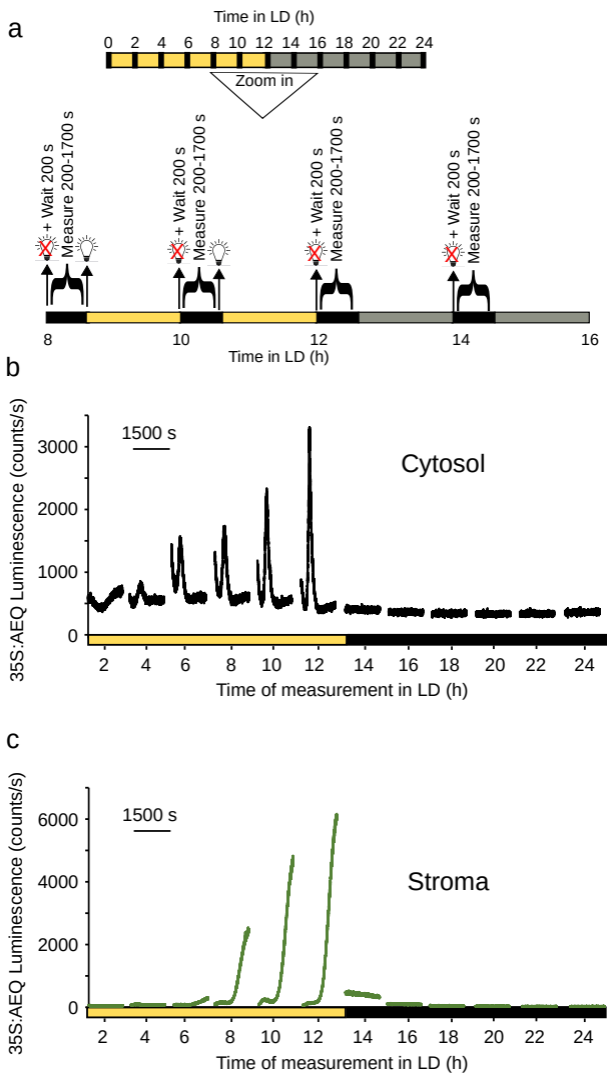 a
Time in LD (h)
0 2 4 6 8 10 12 14 16 18 20 22 24
Zoom in
+ Wait 200 s
Measure 200-1700 s
+ Wait 200 s
Measure 200-1700 s
+ Wait 200 s
Measure 200-1700 s
+ Wait 200 s
Measure 200-1700 s
8 10 12 14 16
Time in LD (h)
b
35S:AEQ Luminescence (counts/s)
1500 s
Cytosol
3000
2000
1000
0
2 4 6 8 10 12 14 16 18 20 22 24
Time of measurement in LD (h)
c
35S:AEQ Luminescence (counts/s)
1500 s
Stroma
6000
4000
2000
0
2 4 6 8 10 12 14 16 18 20 22 24
Time of measurement in LD (h)